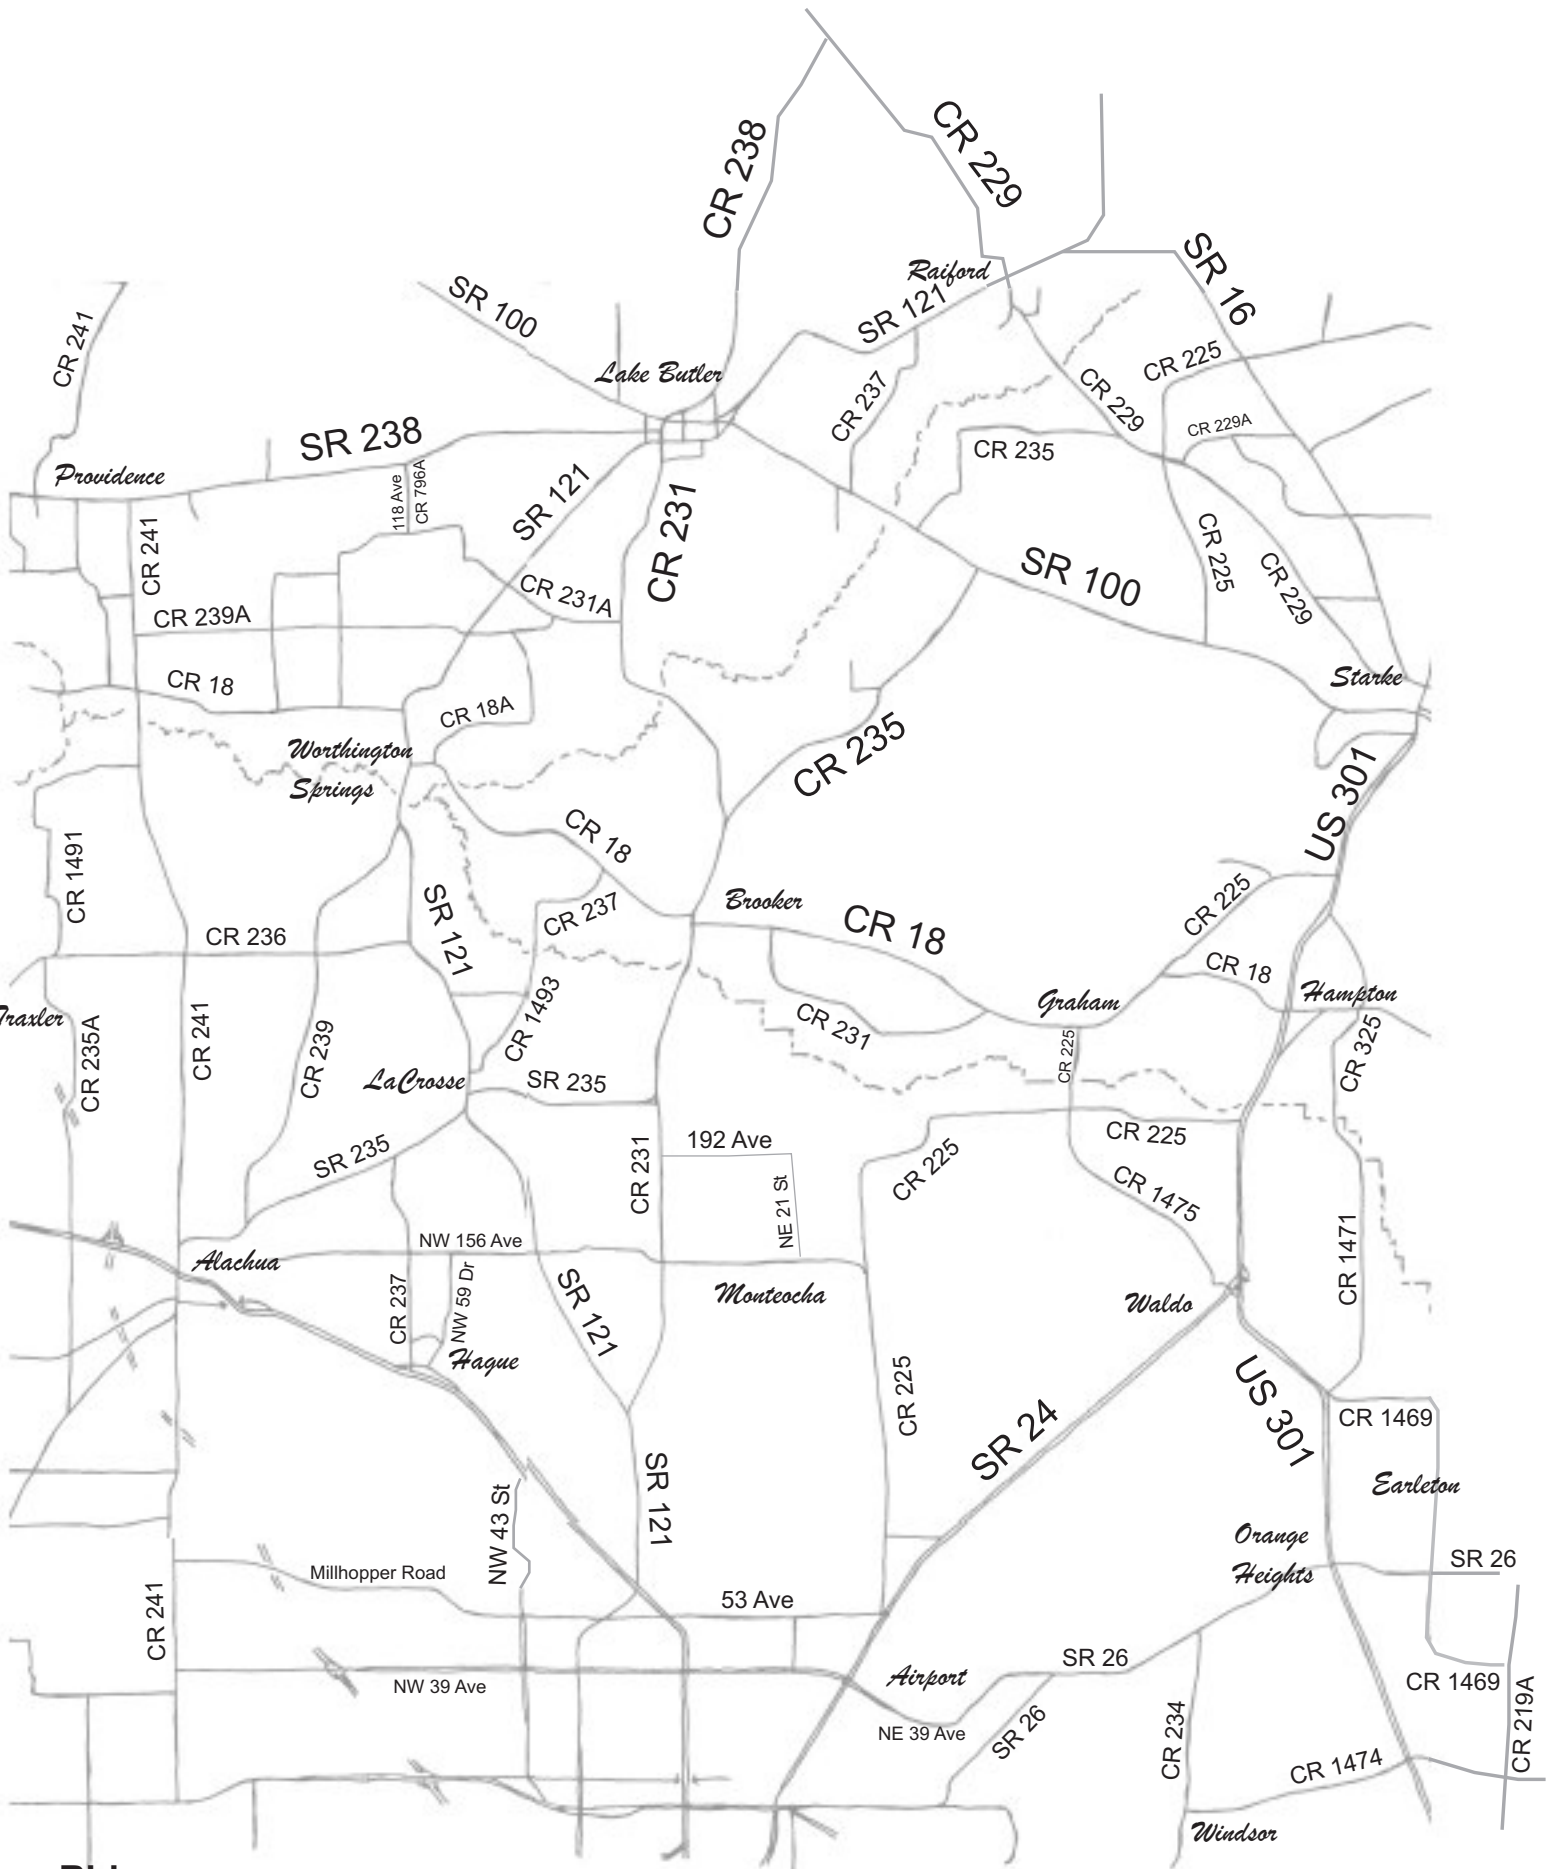 CR 238
CR 229
SR 16
Raiford
SR 121
SR 100
CR 241
Lake Butler
CR 237
CR 225
CR 229
CR 229A
CR 235
SR 238
Providence
118 Ave
CR 796A
SR 121
CR 231
CR 241
CR 231A
CR 239A
SR 100
CR 225
CR 229
CR 18
CR 18A
Starke
Worthington
Springs
CR 235
US 301
CR 18
CR 1491
SR 121
CR 237
Brooker
CR 18
CR 225
CR 236
CR 18
Hampton
Graham
Traxler
CR 235A
CR 241
CR 239
CR 1493
CR 231
CR 225
CR 325
LaCrosse
SR 235
CR 225
192 Ave
SR 235
CR 231
NE 21 St
CR 225
CR 1475
CR 1471
NW 156 Ave
Alachua
CR 237
NW 59 Dr
SR 121
Monteocha
Waldo
Hague
CR 225
SR 24
US 301
CR 1469
Earleton
NW 43 St
SR 121
Orange
Heights
SR 26
Millhopper Road
53 Ave
CR 241
SR 26
Airport
NW 39 Ave
NE 39 Ave
SR 26
CR 234
CR 1469
CR 219A
CR 1474
Windsor